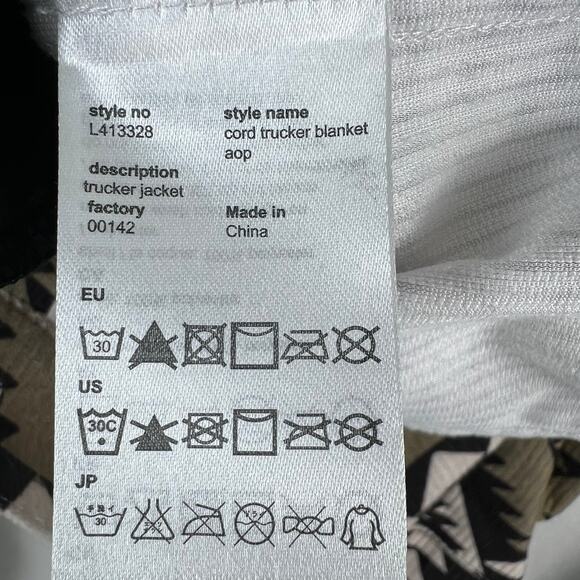 style no
L413328
style name
cord trucker blanket
aop
description
trucker jacket
factory
00142
Made in
China
EU
30
US
30C
JP
30